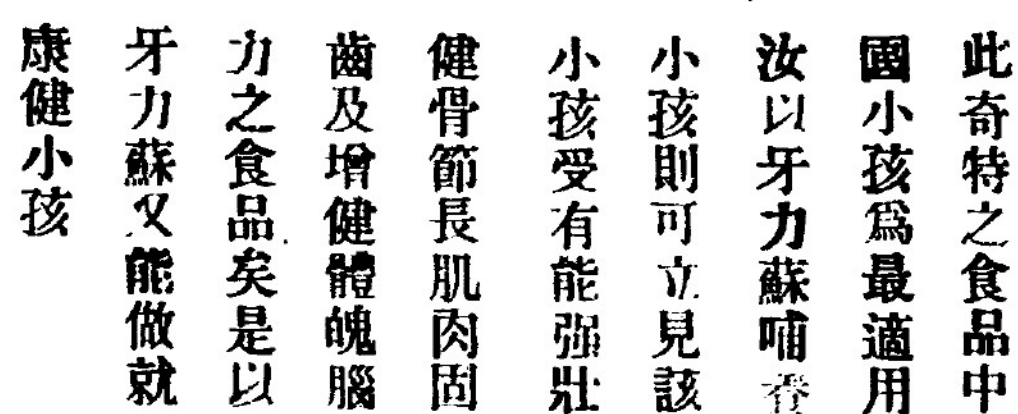 此奇特之食品中
國小孩爲最適用
汝以牙力蘇哺養
小孩則可立見該
小孩受有能强壯
健骨節長肌肉固
齒及增健體魄腦
力之食品矣是以
牙力蘇又能做就
康健小孩